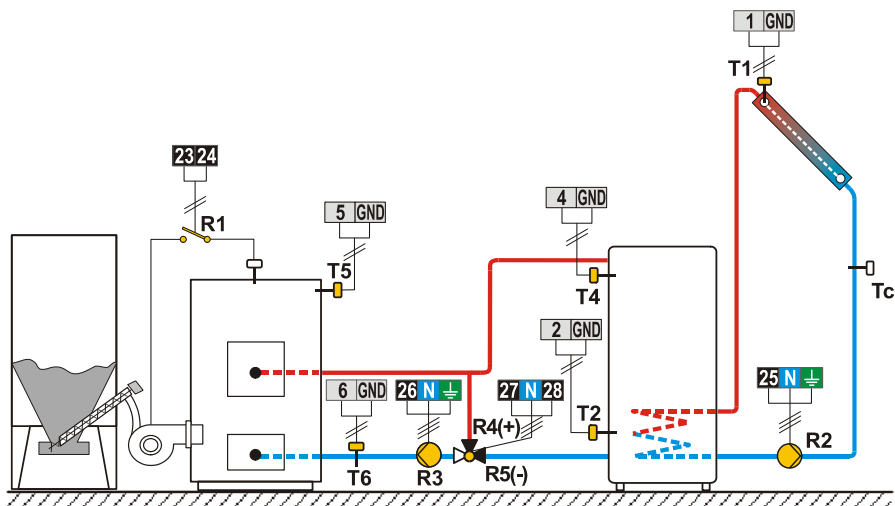 1 GND
T1
23 24
R1
5 GND
T5
4 GND
T4
Tc
2 GND
T2
6 GND
T6
26 N
R3
27 N 28
R4(+)
R5(-)
25 N
R2